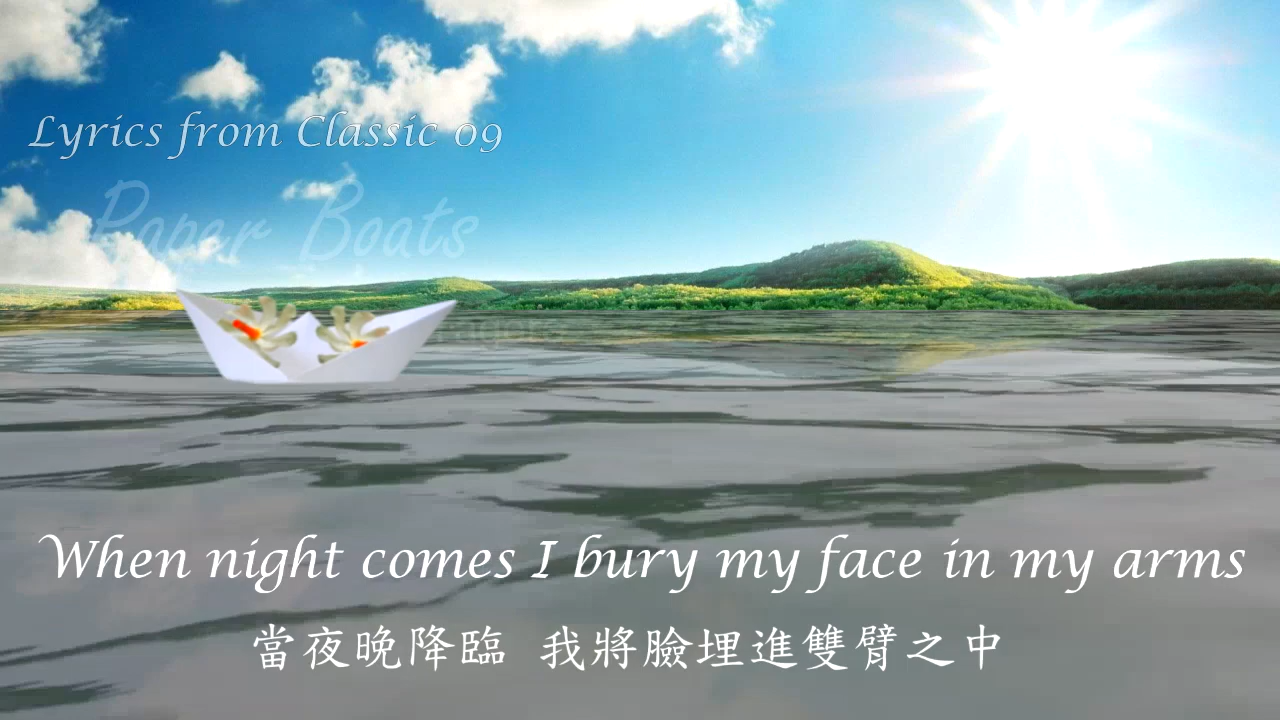 Lyrics from Classic 09
Paper Boats
When night comes I bury my face in my arms
當夜晚降臨 我將臉埋進雙臂之中